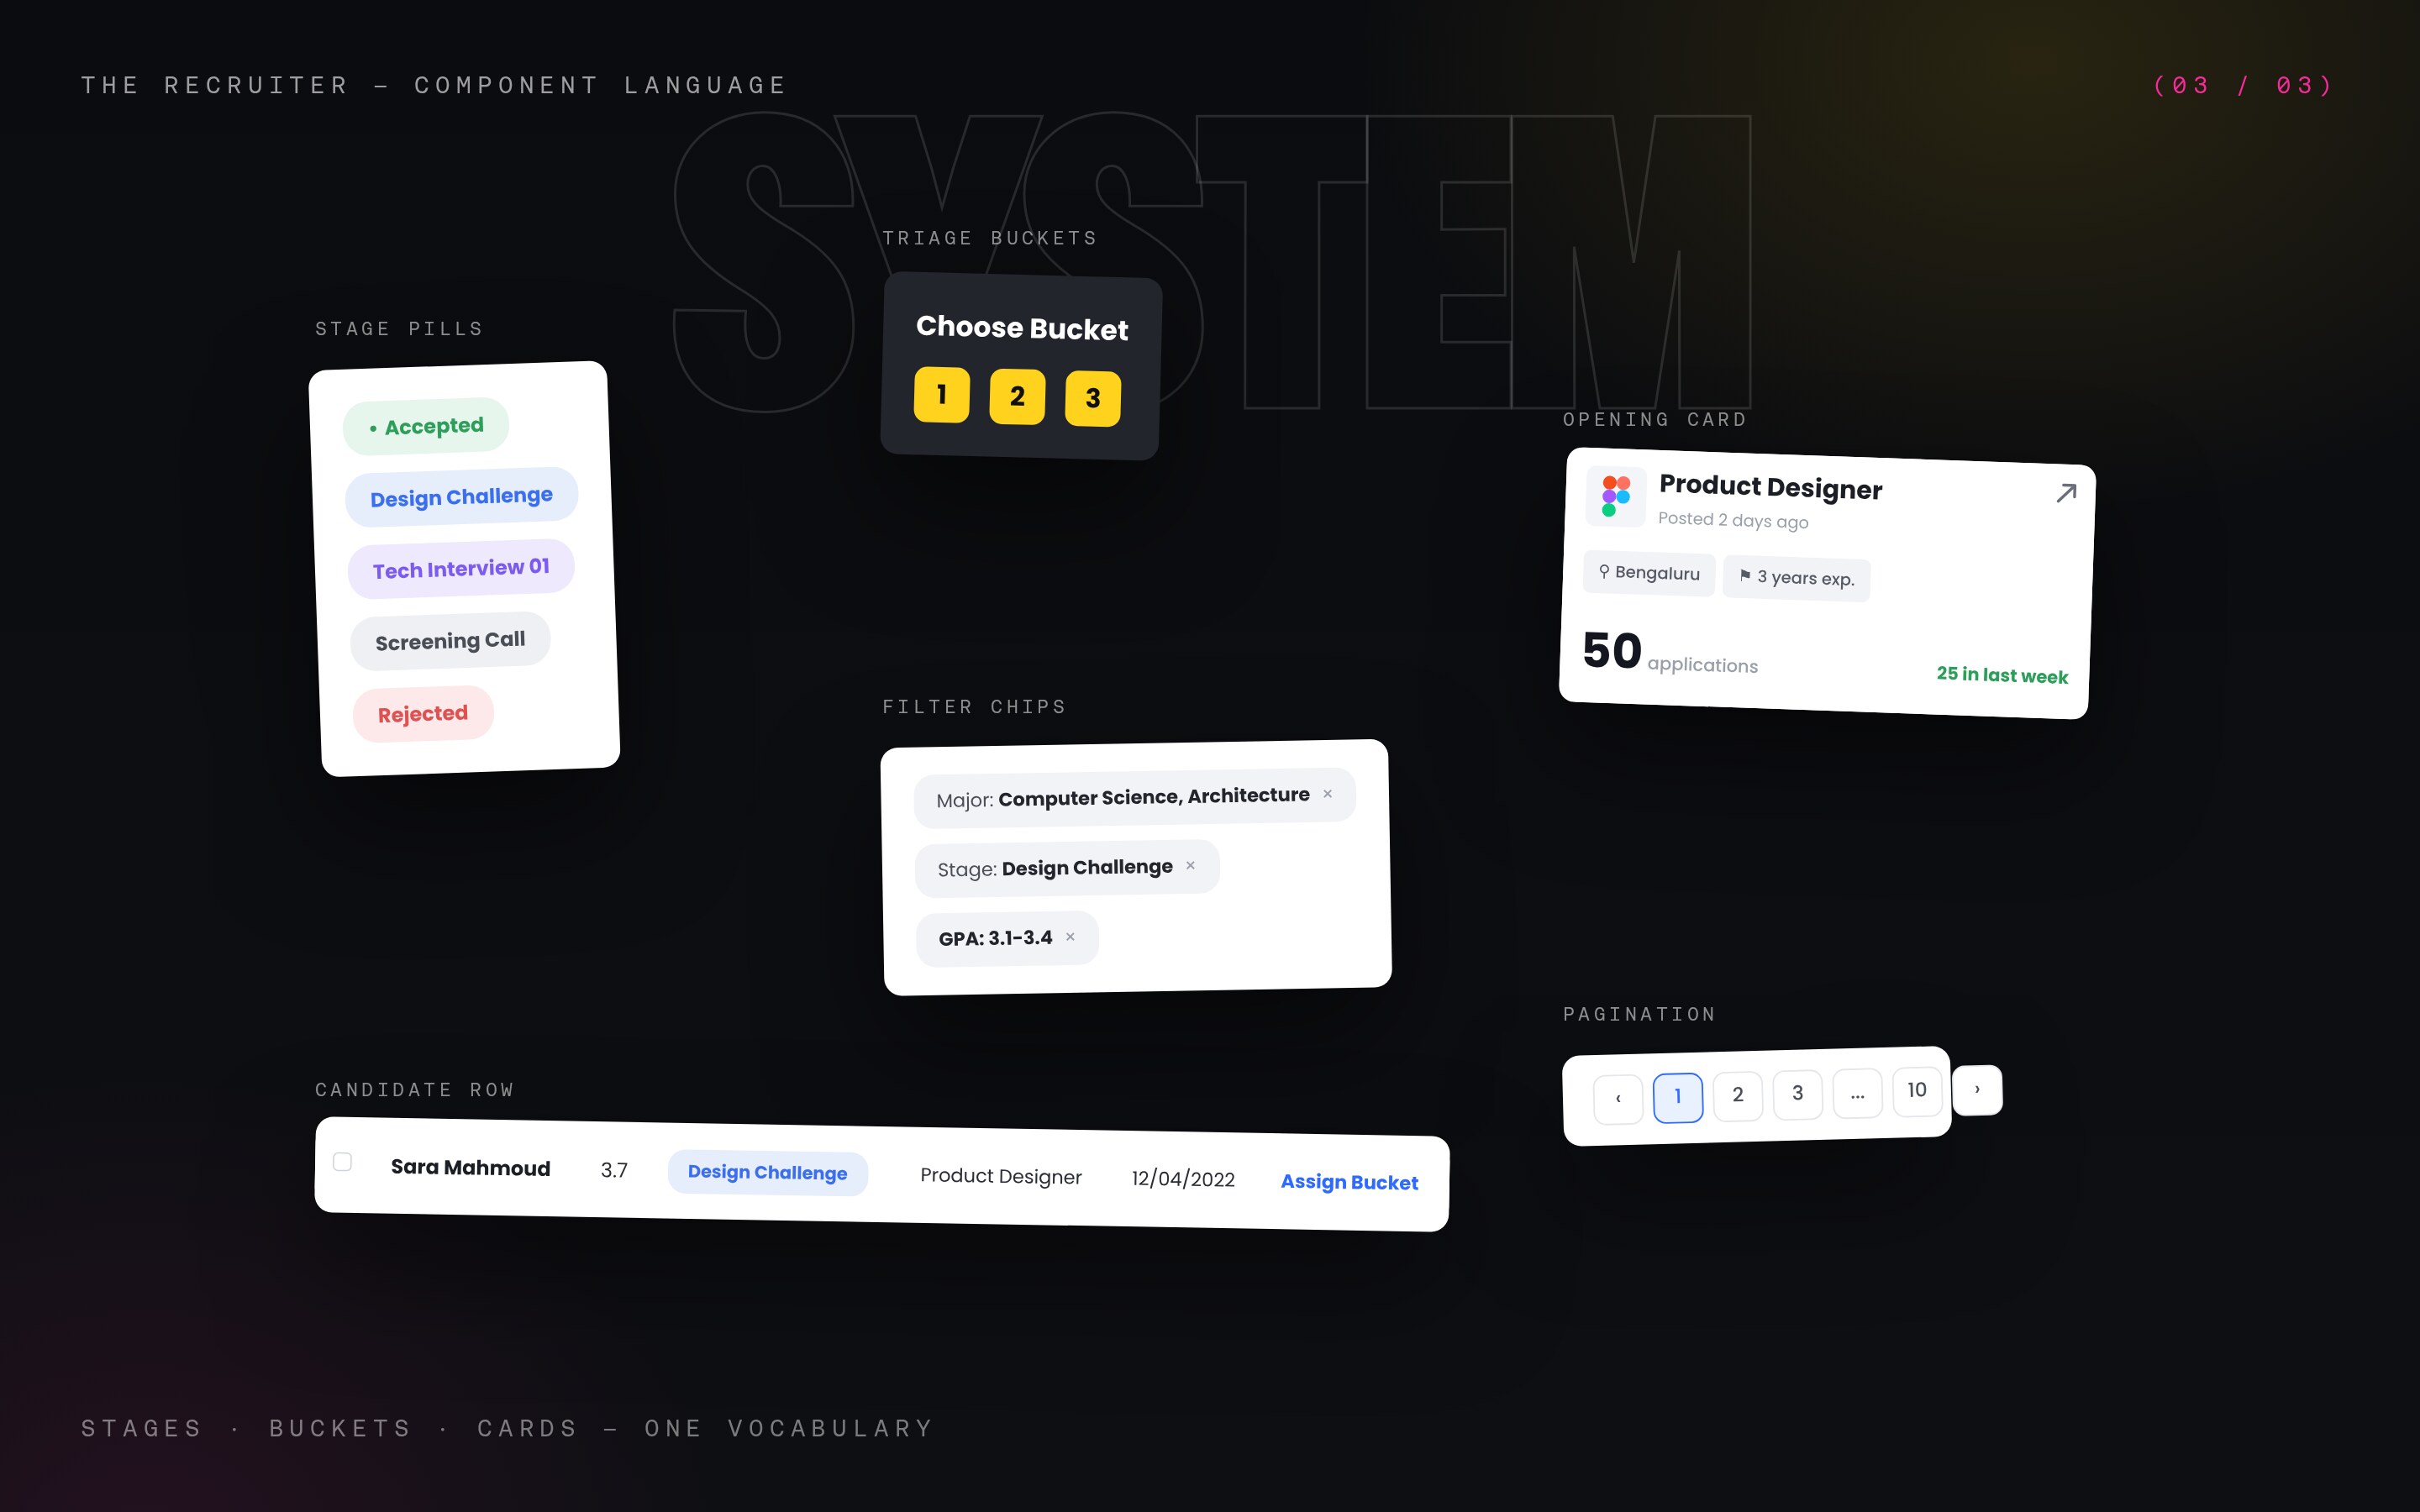 THE RECRUITER — COMPONENT LANGUAGE
(03 / 03)
SYSTEM
TRIAGE BUCKETS
Choose Bucket
1 2 3
STAGE PILLS
• Accepted
Design Challenge
Tech Interview 01
Screening Call
Rejected
OPENING CARD
Product Designer
Posted 2 days ago
Bengaluru
3 years exp.
50 applications
25 in last week
FILTER CHIPS
Major: Computer Science, Architecture ×
Stage: Design Challenge ×
GPA: 3.1–3.4 ×
PAGINATION
‹ 1 2 3 … 10 ›
CANDIDATE ROW
Sara Mahmoud 3.7 Design Challenge Product Designer 12/04/2022 Assign Bucket
STAGES · BUCKETS · CARDS — ONE VOCABULARY